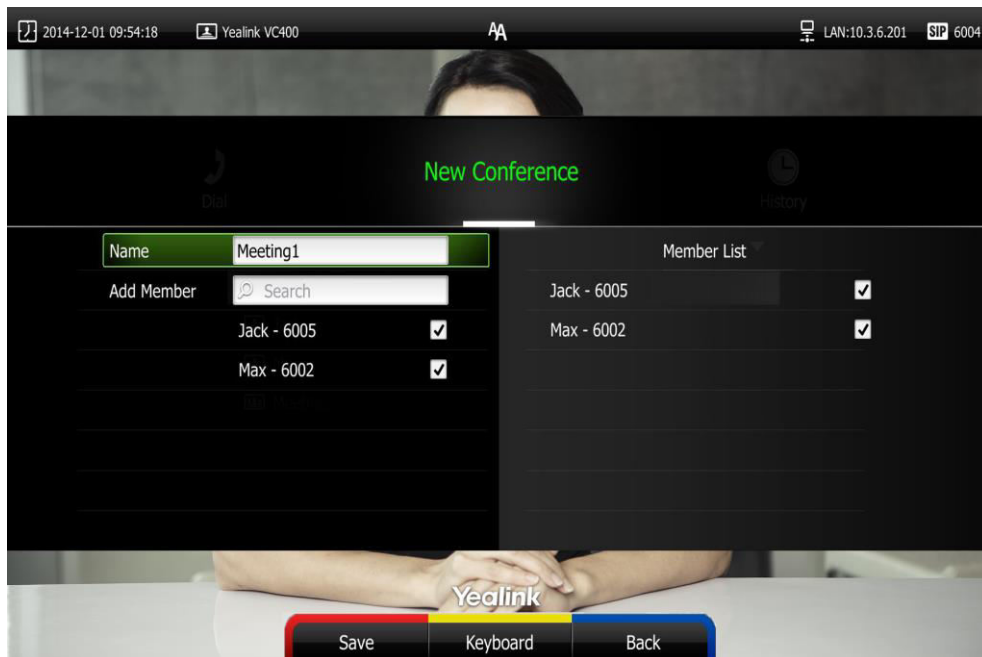 2014-12-01 09:54:18 Yealink VC400 AA LAN:10.3.6.201 SIP 6004
New Conference
Dial
History
Name Meeting1
Add Member Search
Jack - 6005
Max - 6002
Member List
Jack - 6005
Max - 6002
Yealink
Save Keyboard Back